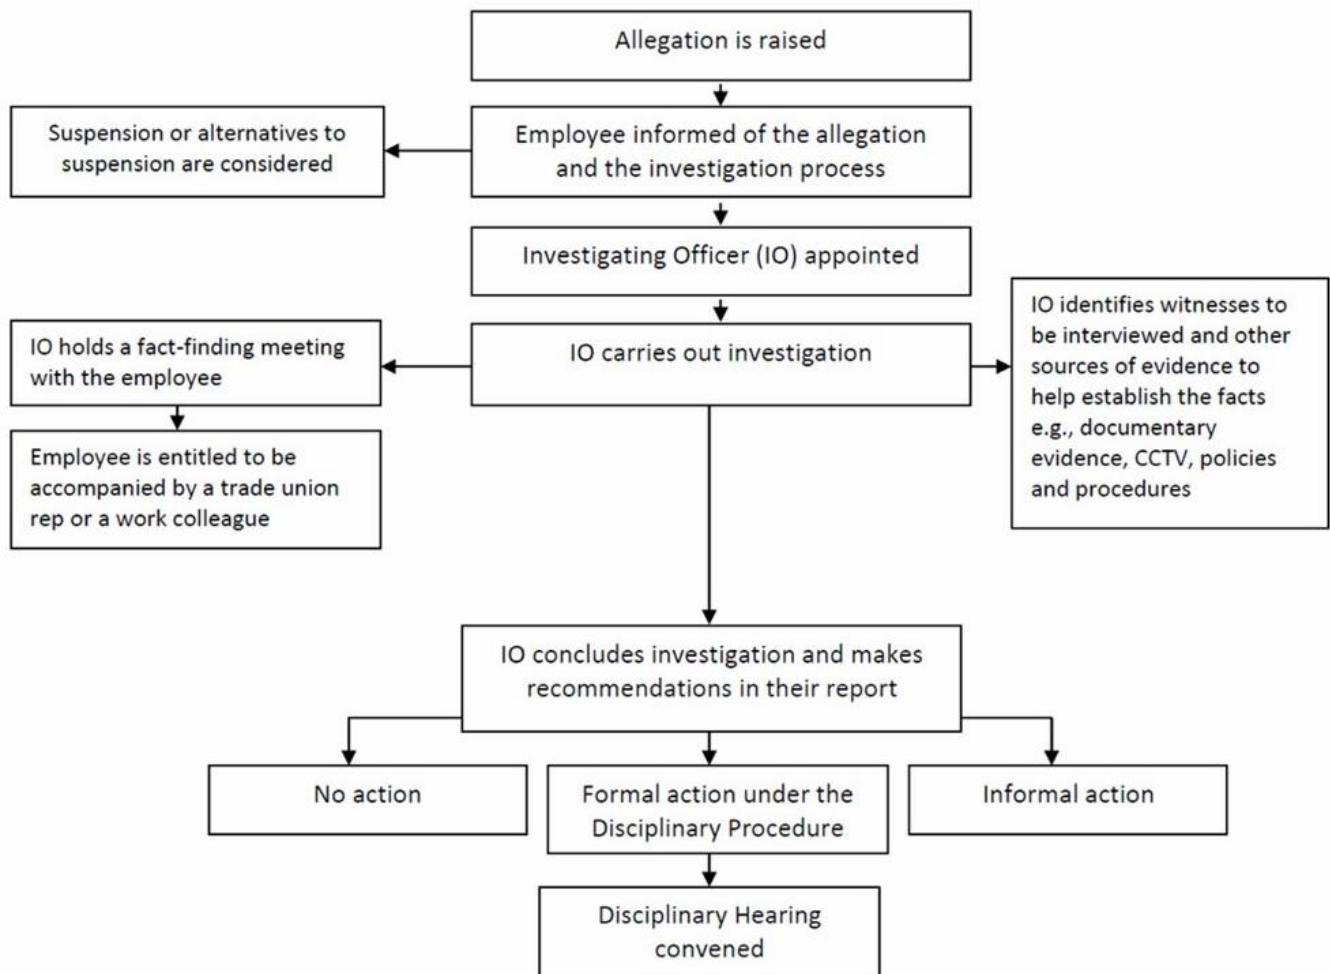 Allegation is raised
Suspension or alternatives to
suspension are considered
Employee informed of the allegation
and the investigation process
Investigating Officer (IO) appointed
IO holds a fact-finding meeting
with the employee
IO carries out investigation
IO identifies witnesses to
be interviewed and other
sources of evidence to
help establish the facts
e.g., documentary
evidence, CCTV, policies
and procedures
Employee is entitled to be
accompanied by a trade union
rep or a work colleague
IO concludes investigation and makes
recommendations in their report
No action
Formal action under the
Disciplinary Procedure
Informal action
Disciplinary Hearing
convened